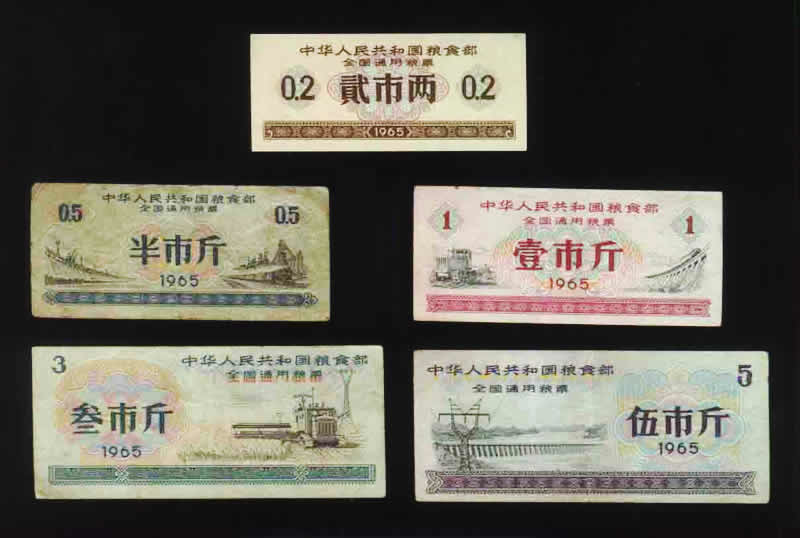 中华人民共和国粮食部
全国通用粮票
0.2 貳市两 0.2
1965
中华人民共和国粮食部
全国通用粮票
0.5 0.5
半市斤
1965
中华人民共和国粮食部
全国通用粮票
1 1
壹市斤
1965
3 中华人民共和国粮食部
全国通用粮票
叁市斤
1965
中华人民共和国粮食部 5
全国通用粮票
伍市斤
1965